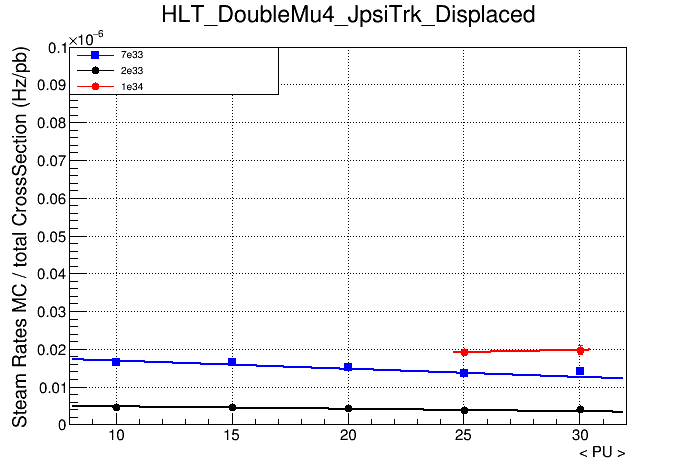 HLT_DoubleMu4_JpsiTrk_Displaced
×10⁻⁶
0.1
0.09
0.08
0.07
0.06
0.05
0.04
0.03
0.02
0.01
0
Steam Rates MC / total CrossSection (Hz/pb)
7e33
2e33
1e34
10 15 20 25 30
< PU >